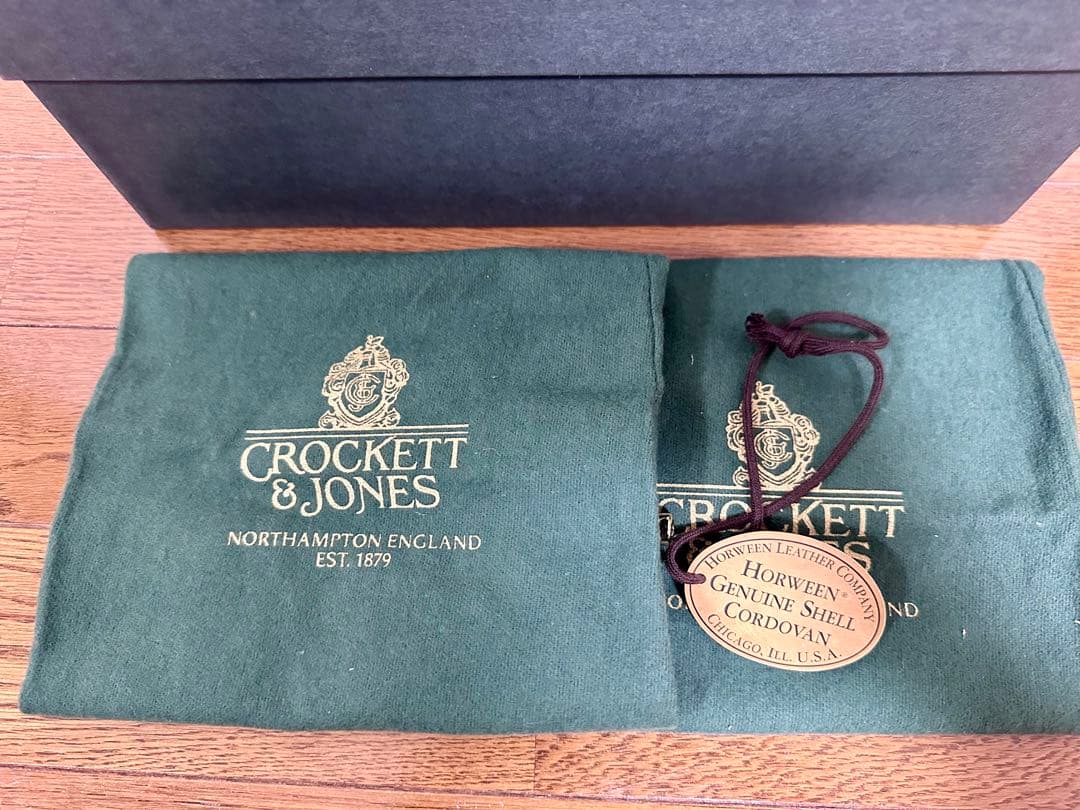 CROCKETT
& JONES
NORTHAMPTON ENGLAND
EST. 1879
CROCKETT
HORWEEN LEATHER COMPANY
HORWEEN®
GENUINE SHELL
CORDOVAN
CHICAGO, ILL. U.S.A.